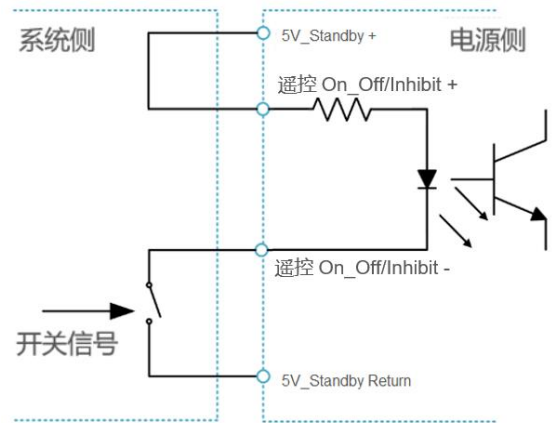 系统侧
5V_Standby +
电源侧
遥控 On_Off/Inhibit +
遥控 On_Off/Inhibit -
开关信号
5V_Standby Return